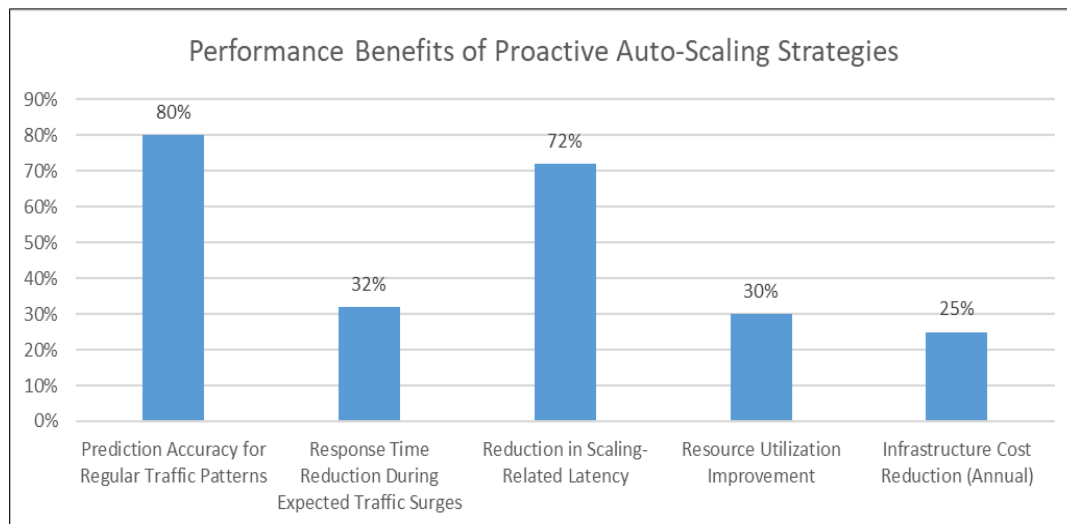 Performance Benefits of Proactive Auto-Scaling Strategies
90%
80%
70%
60%
50%
40%
30%
20%
10%
0%
80%
32%
72%
30%
25%
Prediction Accuracy for
Regular Traffic Patterns
Response Time
Reduction During
Expected Traffic Surges
Reduction in Scaling-
Related Latency
Resource Utilization
Improvement
Infrastructure Cost
Reduction (Annual)